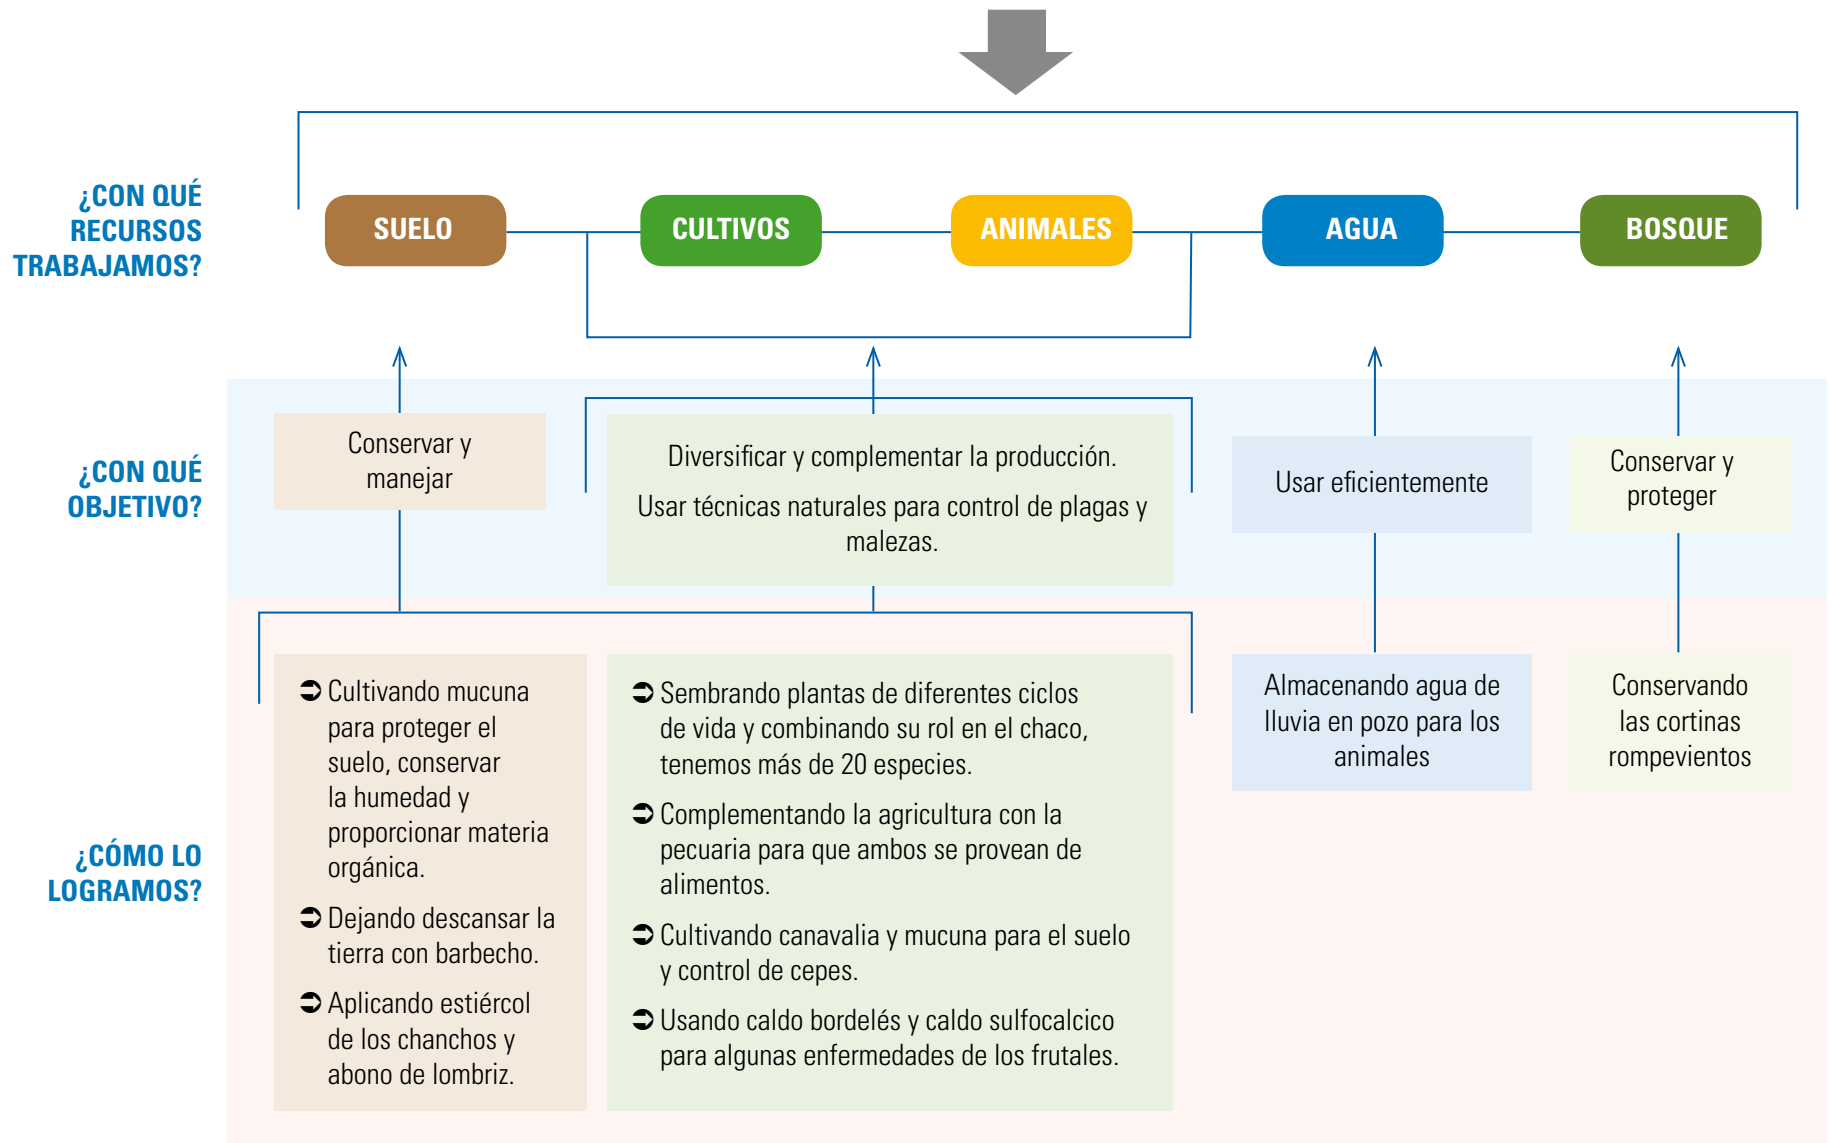 ¿CON QUÉ
RECURSOS
TRABAJAMOS?
SUELO
CULTIVOS
ANIMALES
AGUA
BOSQUE
¿CON QUÉ
OBJETIVO?
Conservar y
manejar
Diversificar y complementar la producción.
Usar técnicas naturales para control de plagas y
malezas.
Usar eficientemente
Conservar y
proteger
¿CÓMO LO
LOGRAMOS?
Cultivando mucuna
para proteger el
suelo, conservar
la humedad y
proporcionar materia
orgánica.
Dejando descansar la
tierra con barbecho.
Aplicando estiércol
de los chanchos y
abono de lombriz.
Sembrando plantas de diferentes ciclos
de vida y combinando su rol en el chaco,
tenemos más de 20 especies.
Complementando la agricultura con la
pecuaria para que ambos se provean de
alimentos.
Cultivando canavalia y mucuna para el suelo
y control de cepes.
Usando caldo bordelés y caldo sulfocalcico
para algunas enfermedades de los frutales.
Almacenando agua de
lluvia en pozo para los
animales
Conservando
las cortinas
rompevientos